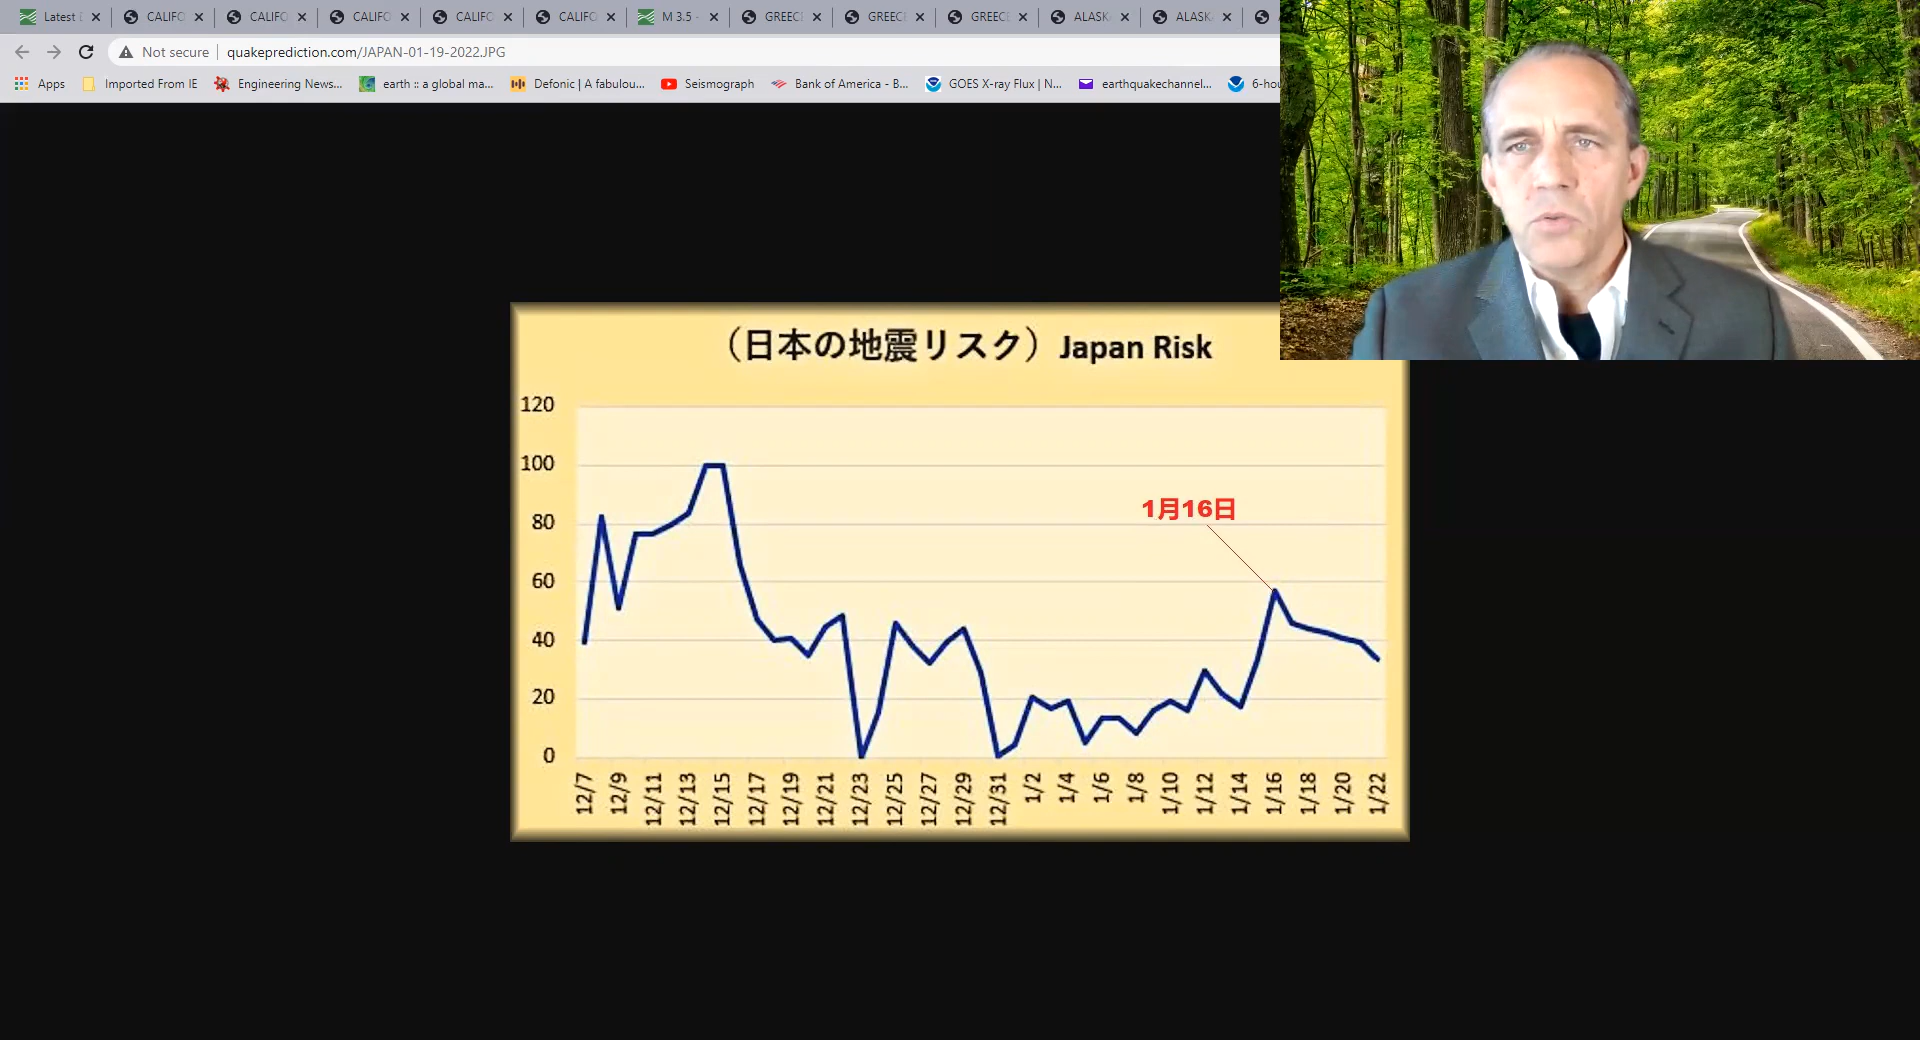 Latest
CALIFO
CALIFO
CALIFO
CALIFO
CALIFO
M 3.5 -
GREECE
GREECE
GREECE
ALASK
ALASK
Not secure
quakeprediction.com/JAPAN-01-19-2022.JPG
Apps
Imported From IE
Engineering News...
earth :: a global ma...
Defonic | A fabulou...
Seismograph
Bank of America - B...
GOES X-ray Flux | N...
earthquakechannel...
6-hou
（日本の地震リスク）Japan Risk
120
100
80
60
40
20
0
1月16日
12/7
12/9
12/11
12/13
12/15
12/17
12/19
12/21
12/23
12/25
12/27
12/29
12/31
1/2
1/4
1/6
1/8
1/10
1/12
1/14
1/16
1/18
1/20
1/22